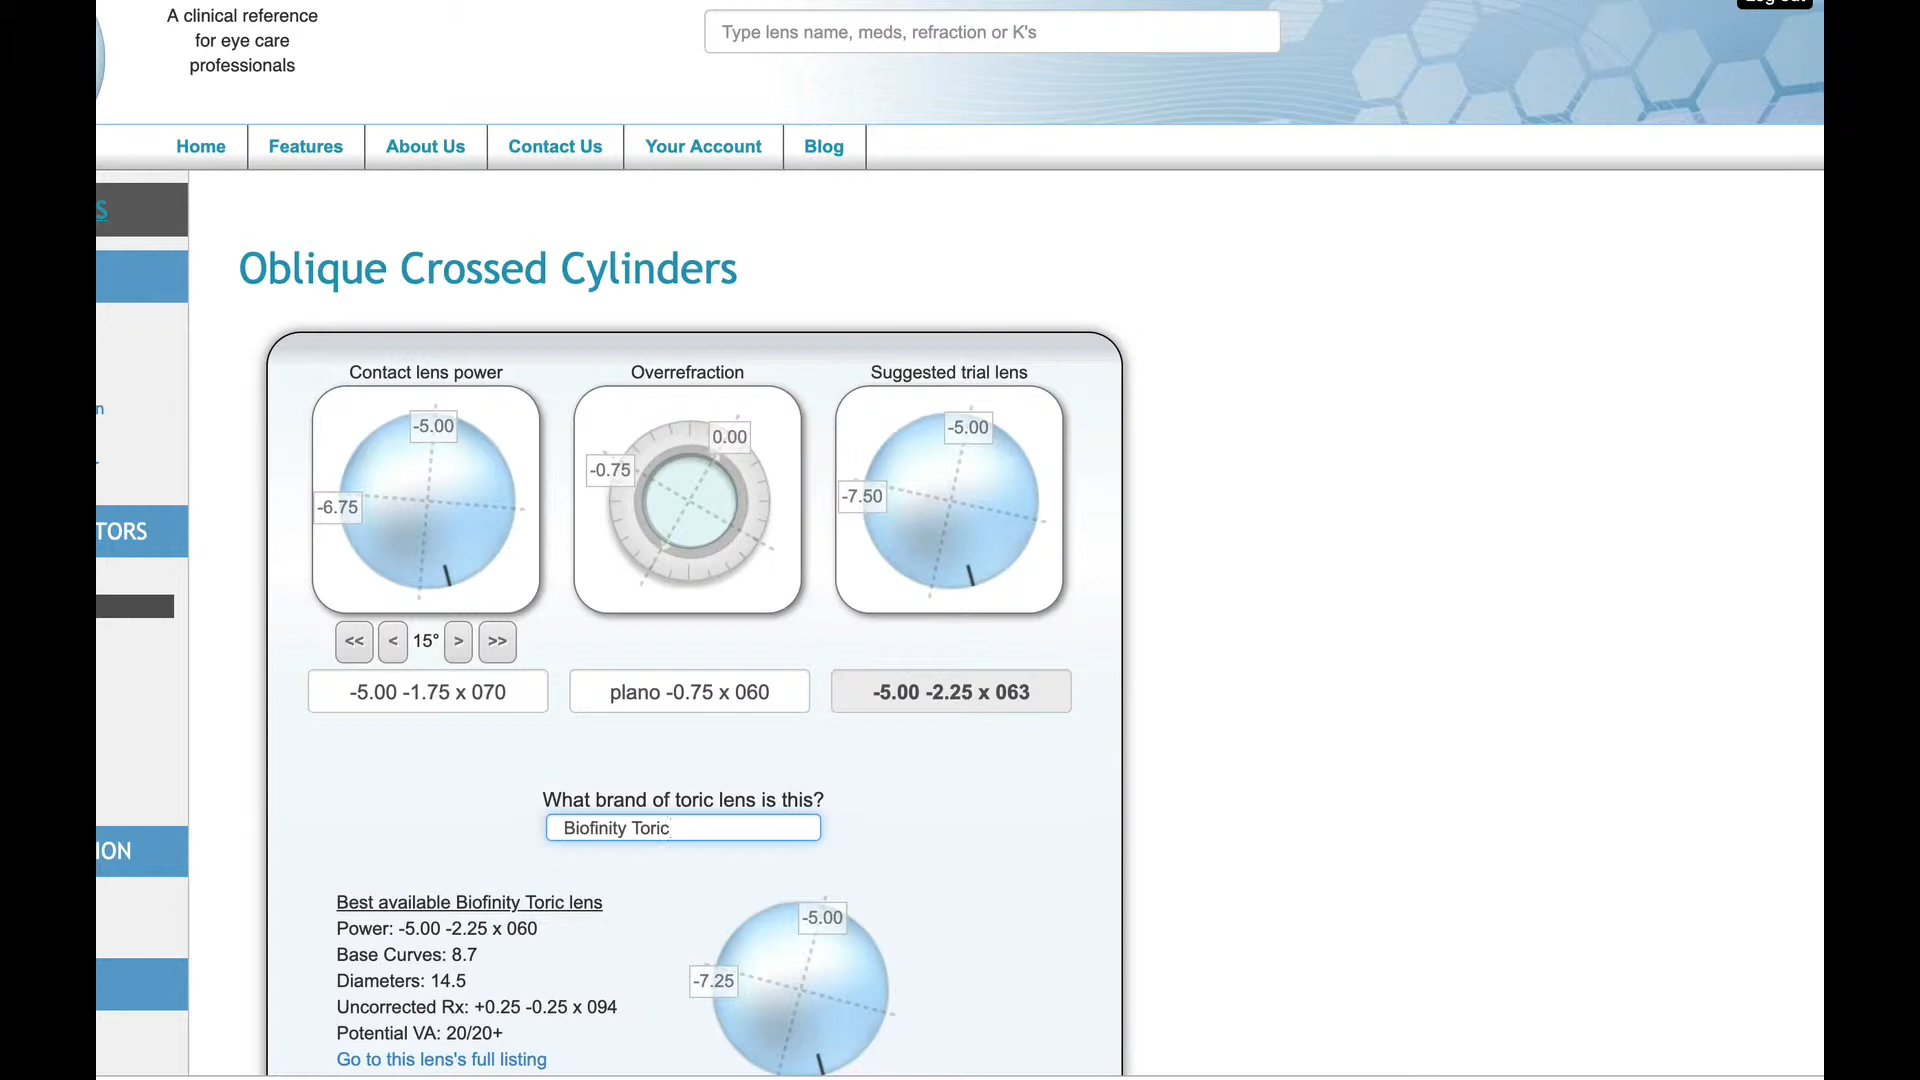 A clinical reference
for eye care
professionals
Type lens name, meds, refraction or K's
Home
Features
About Us
Contact Us
Your Account
Blog
S
n
TORS
ION
Oblique Crossed Cylinders
Contact lens power
Overrefraction
Suggested trial lens
-5.00
-6.75
0.00
-0.75
-5.00
-7.50
<< < 15° > >>
-5.00 -1.75 x 070
plano -0.75 x 060
-5.00 -2.25 x 063
What brand of toric lens is this?
Biofinity Toric
Best available Biofinity Toric lens
Power: -5.00 -2.25 x 060
Base Curves: 8.7
Diameters: 14.5
Uncorrected Rx: +0.25 -0.25 x 094
Potential VA: 20/20+
Go to this lens's full listing
-5.00
-7.25